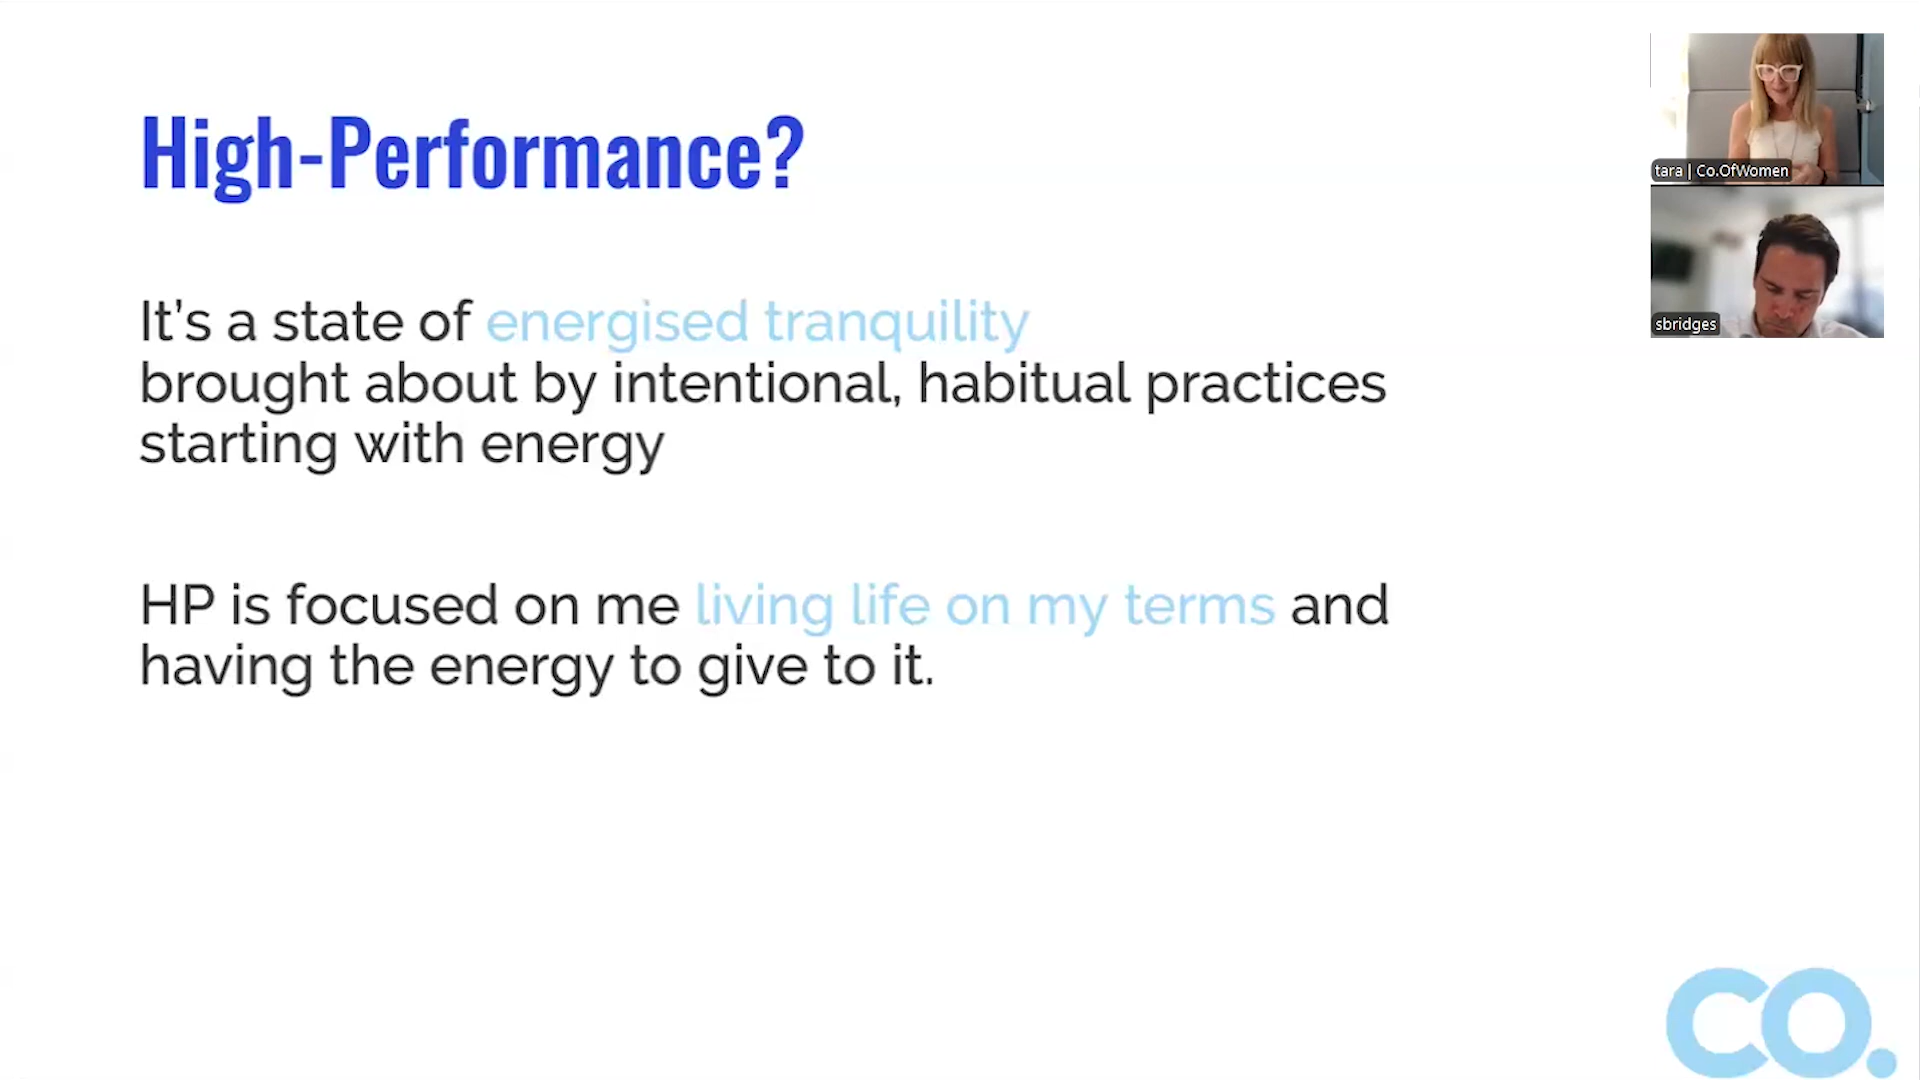 High-Performance?
It's a state of energised tranquility
brought about by intentional, habitual practices
starting with energy
HP is focused on me living life on my terms and
having the energy to give to it.
tara | Co.OfWomen
sbridges
CO.